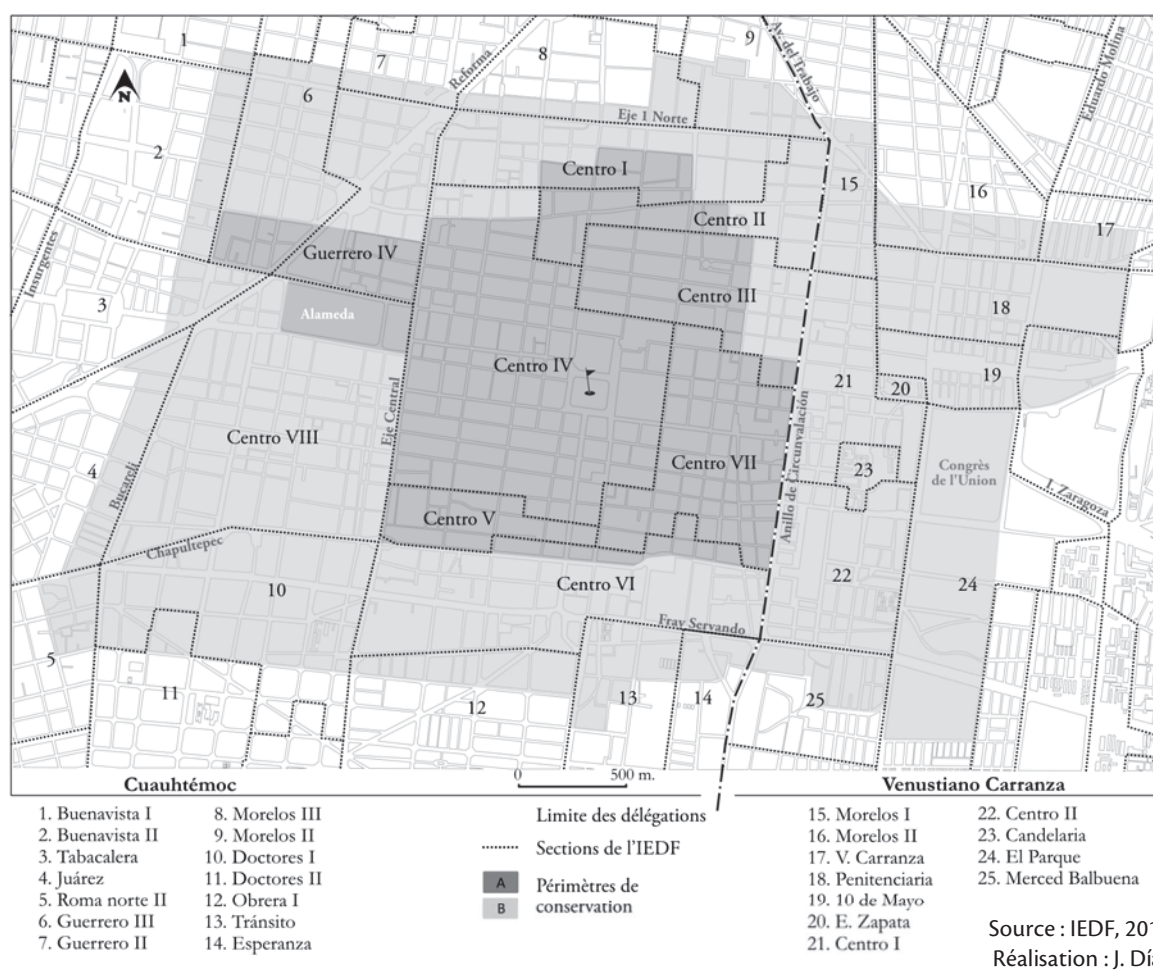 1
7
8
9
Av. del Trabajo
Eduardo Molina
N
6
Reforma
Eje 1 Norte
2
Centro I
15
16
Centro II
17
Insurgentes
Guerrero IV
3
Alameda
Centro III
18
Centro IV
21
20
19
Eje Central
Anillo de Circunvalación
4
Bucareli
Centro VIII
Centro VII
23
Congrès
de l'Union
I. Zaragoza
Centro V
Chapultepec
10
Centro VI
22
24
Fray Servando
5
11
12
13
14
25
0 500 m.
Cuauhtémoc
1. Buenavista I
2. Buenavista II
3. Tabacalera
4. Juárez
5. Roma norte II
6. Guerrero III
7. Guerrero II
8. Morelos III
9. Morelos II
10. Doctores I
11. Doctores II
12. Obrera I
13. Tránsito
14. Esperanza
Limite des délégations
Sections de l'IEDF
A
B
Périmètres de
conservation
Venustiano Carranza
15. Morelos I
16. Morelos II
17. V. Carranza
18. Penitenciaria
19. 10 de Mayo
20. E. Zapata
21. Centro I
22. Centro II
23. Candelaria
24. El Parque
25. Merced Balbuena
Source : IEDF, 201
Réalisation : J. Día